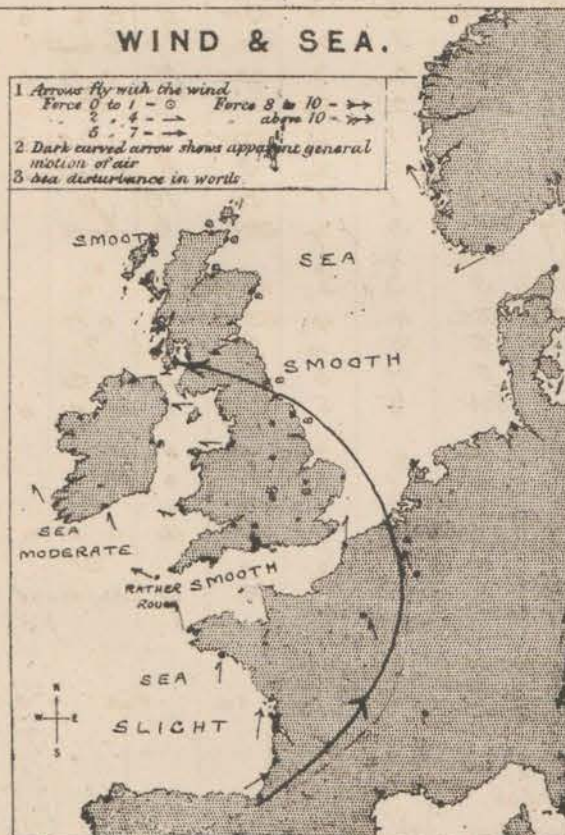 WIND & SEA.
1 Arrows fly with the wind
Force 0 to 1 - ⊙ Force 8 to 10 - ↣
" 2 " 4 - → " above 10 - ↣
" 5 " 7 - →
2 Dark curved arrow shows apparent general
motion of air
3 Sea disturbance in words
SMOOTH
SEA
SMOOTH
SEA
MODERATE
RATHER
ROUGH
SMOOTH
SEA
SLIGHT
N
W E
S